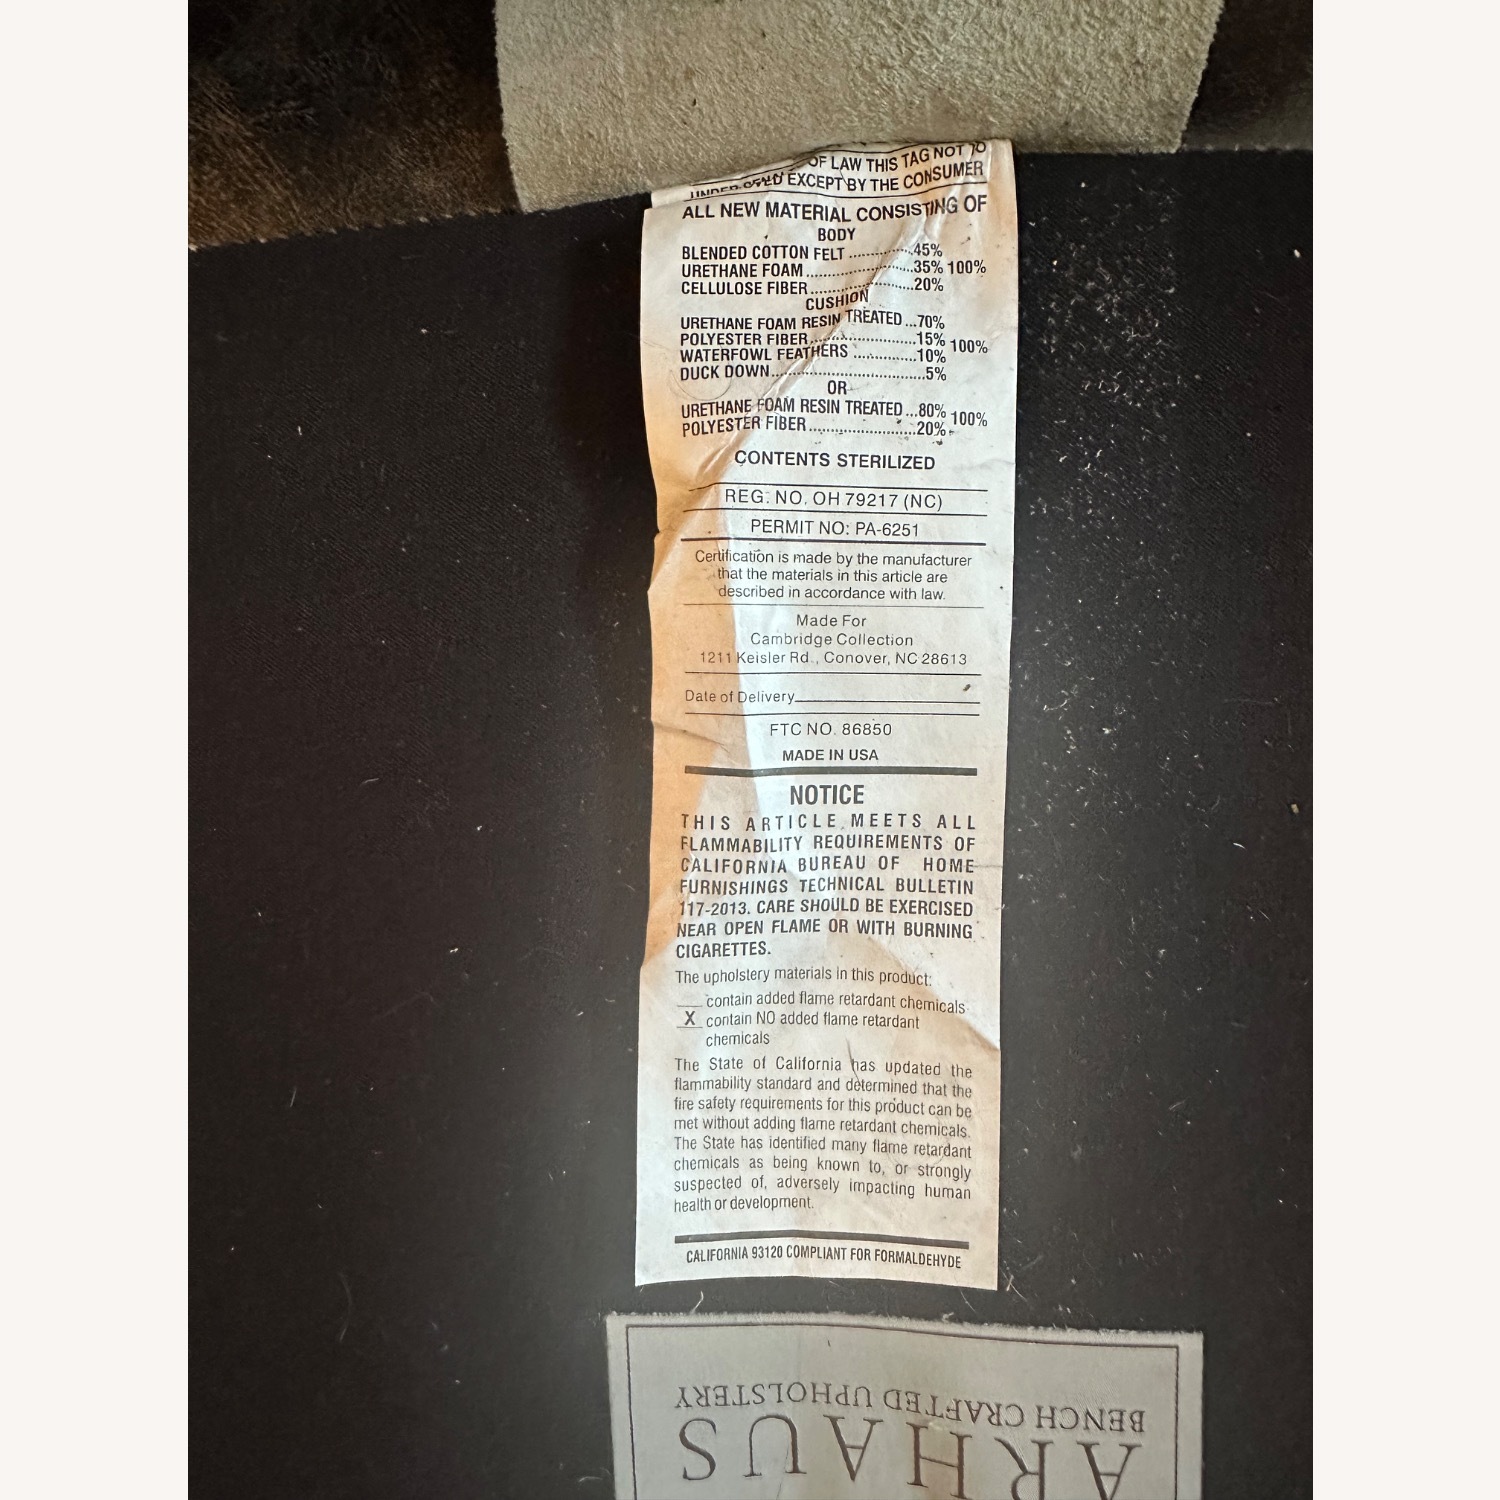 OF LAW THIS TAG NOT TO
EXCEPT BY THE CONSUMER
ALL NEW MATERIAL CONSISTING OF
BODY
BLENDED COTTON FELT ............45%
URETHANE FOAM......................35% 100%
CELLULOSE FIBER.....................20%
CUSHION
URETHANE FOAM RESIN TREATED ...70%
POLYESTER FIBER......................15% 100%
WATERFOWL FEATHERS .............10%
DUCK DOWN...............................5%
OR
URETHANE FOAM RESIN TREATED ...80% 100%
POLYESTER FIBER......................20%
CONTENTS STERILIZED
REG. NO. OH 79217 (NC)
PERMIT NO: PA-6251
Certification is made by the manufacturer
that the materials in this article are
described in accordance with law.
Made For
Cambridge Collection
1211 Keisler Rd., Conover, NC 28613
Date of Delivery
FTC NO. 86850
MADE IN USA
NOTICE
THIS ARTICLE MEETS ALL
FLAMMABILITY REQUIREMENTS OF
CALIFORNIA BUREAU OF HOME
FURNISHINGS TECHNICAL BULLETIN
117-2013. CARE SHOULD BE EXERCISED
NEAR OPEN FLAME OR WITH BURNING
CIGARETTES.
The upholstery materials in this product:
___ contain added flame retardant chemicals
X contain NO added flame retardant
chemicals
The State of California has updated the
flammability standard and determined that the
fire safety requirements for this product can be
met without adding flame retardant chemicals.
The State has identified many flame retardant
chemicals as being known to, or strongly
suspected of, adversely impacting human
health or development.
CALIFORNIA 93120 COMPLIANT FOR FORMALDEHYDE
ARHAUS
BENCH CRAFTED UPHOLSTERY